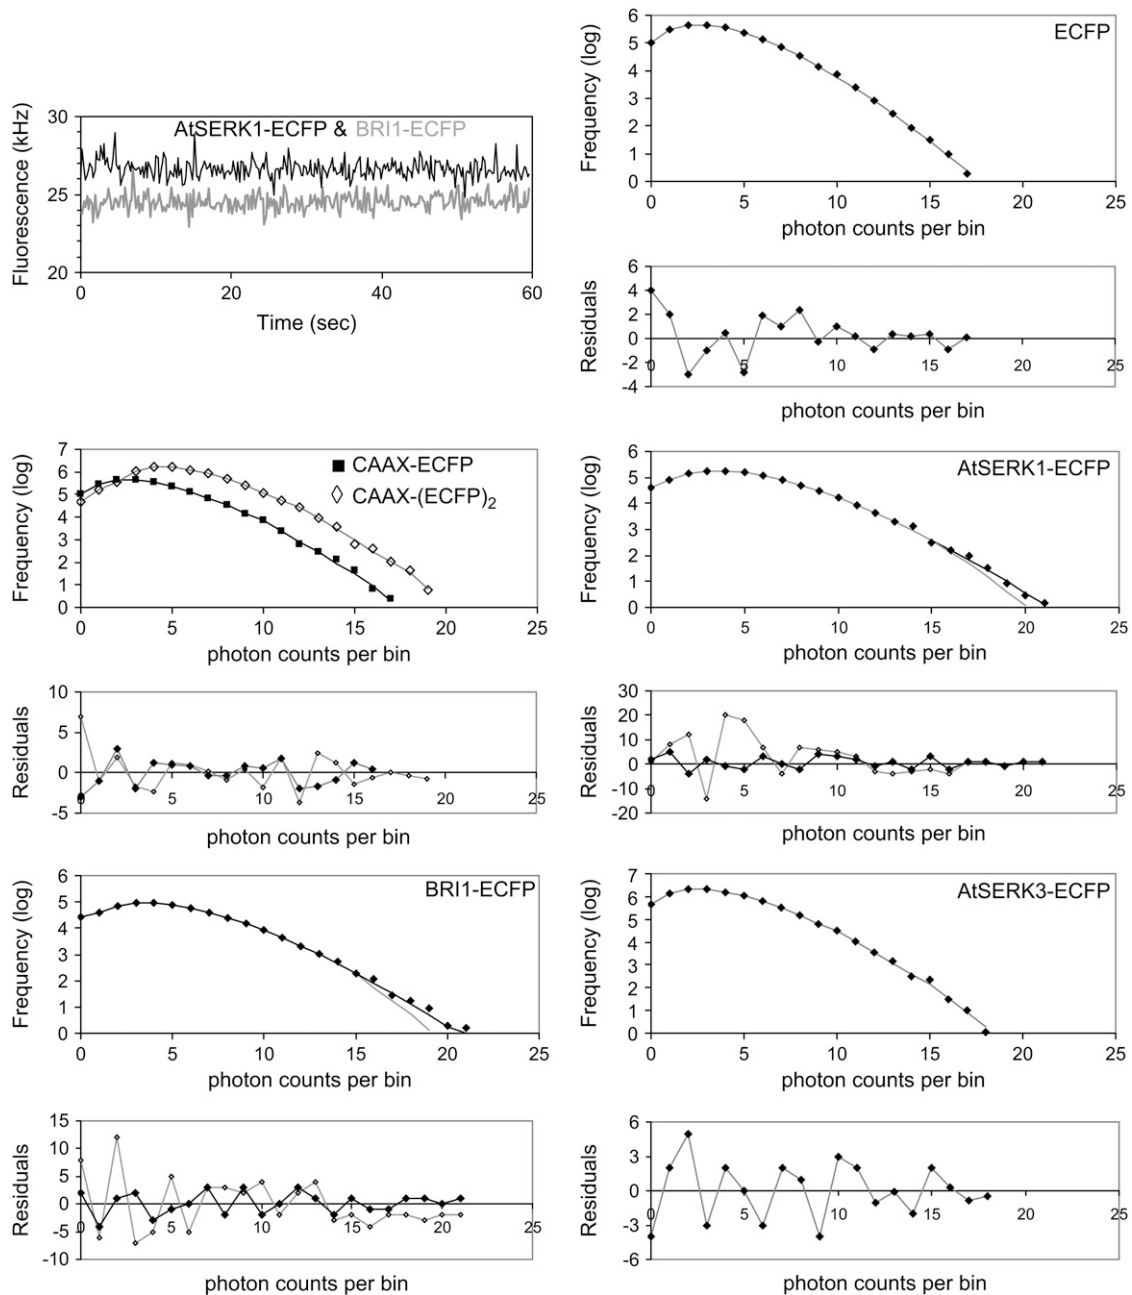 Fluorescence (kHz)
30
25
20
AtSERK1-ECFP & BRI1-ECFP
0 20 40 60
Time (sec)
Frequency (log)
6
5
4
3
2
1
0
ECFP
0 5 10 15 20 25
photon counts per bin
Residuals
6
4
2
0
-2
-4
0 5 10 15 20 25
photon counts per bin
Frequency (log)
7
6
5
4
3
2
1
0
CAAX-ECFP
CAAX-(ECFP)2
0 5 10 15 20 25
photon counts per bin
Residuals
10
5
0
-5
0 5 10 15 20 25
photon counts per bin
Frequency (log)
6
5
4
3
2
1
0
AtSERK1-ECFP
0 5 10 15 20 25
photon counts per bin
Residuals
30
20
10
0
-10
-20
0 5 10 15 20 25
photon counts per bin
Frequency (log)
6
5
4
3
2
1
0
BRI1-ECFP
0 5 10 15 20 25
photon counts per bin
Residuals
15
10
5
0
-5
-10
0 5 10 15 20 25
photon counts per bin
Frequency (log)
7
6
5
4
3
2
1
0
AtSERK3-ECFP
0 5 10 15 20 25
photon counts per bin
Residuals
6
3
0
-3
-6
0 5 10 15 20 25
photon counts per bin